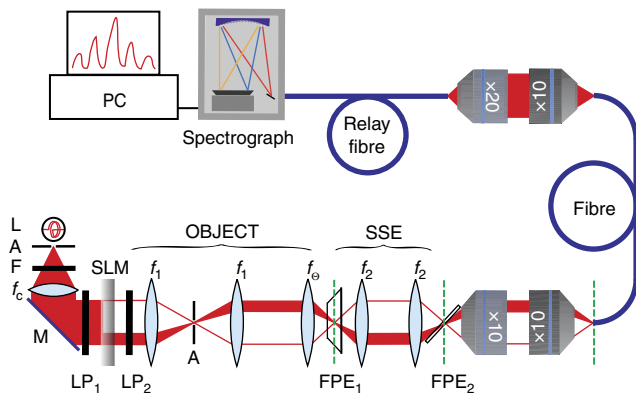 PC
Spectrograph
Relay
fibre
×20
×10
Fibre
L
A
F
f_c
M
SLM
OBJECT
SSE
f_1
f_1
f_Θ
f_2
f_2
A
×10
×10
LP_1
LP_2
FPE_1
FPE_2